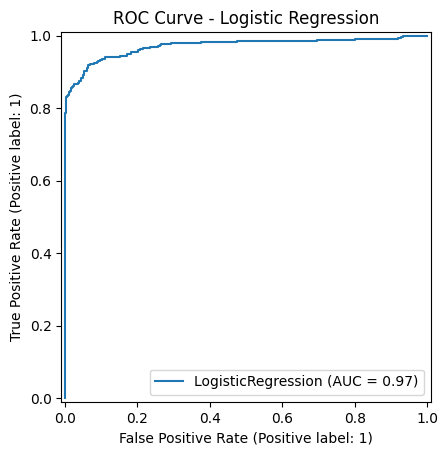 ROC Curve - Logistic Regression
True Positive Rate (Positive label: 1)
1.0
0.8
0.6
0.4
0.2
0.0
LogisticRegression (AUC = 0.97)
0.0 0.2 0.4 0.6 0.8 1.0
False Positive Rate (Positive label: 1)